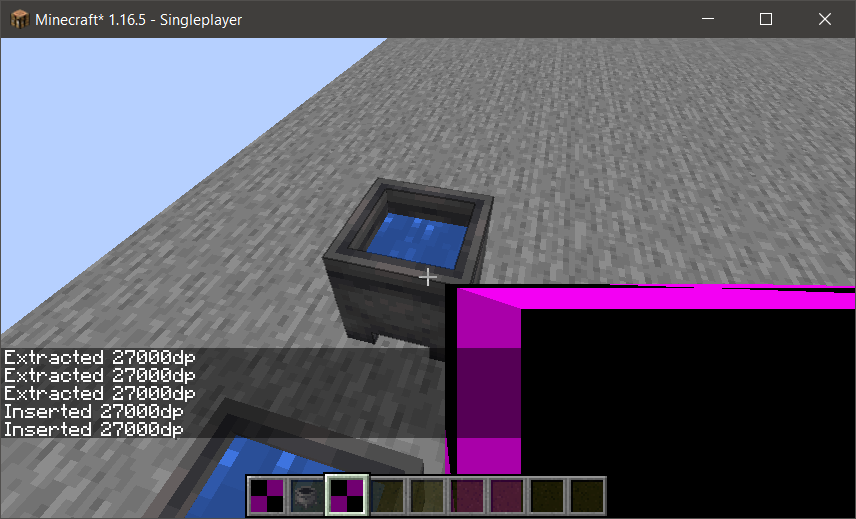 Minecraft* 1.16.5 - Singleplayer
Extracted 27000dp
Extracted 27000dp
Extracted 27000dp
Inserted 27000dp
Inserted 27000dp